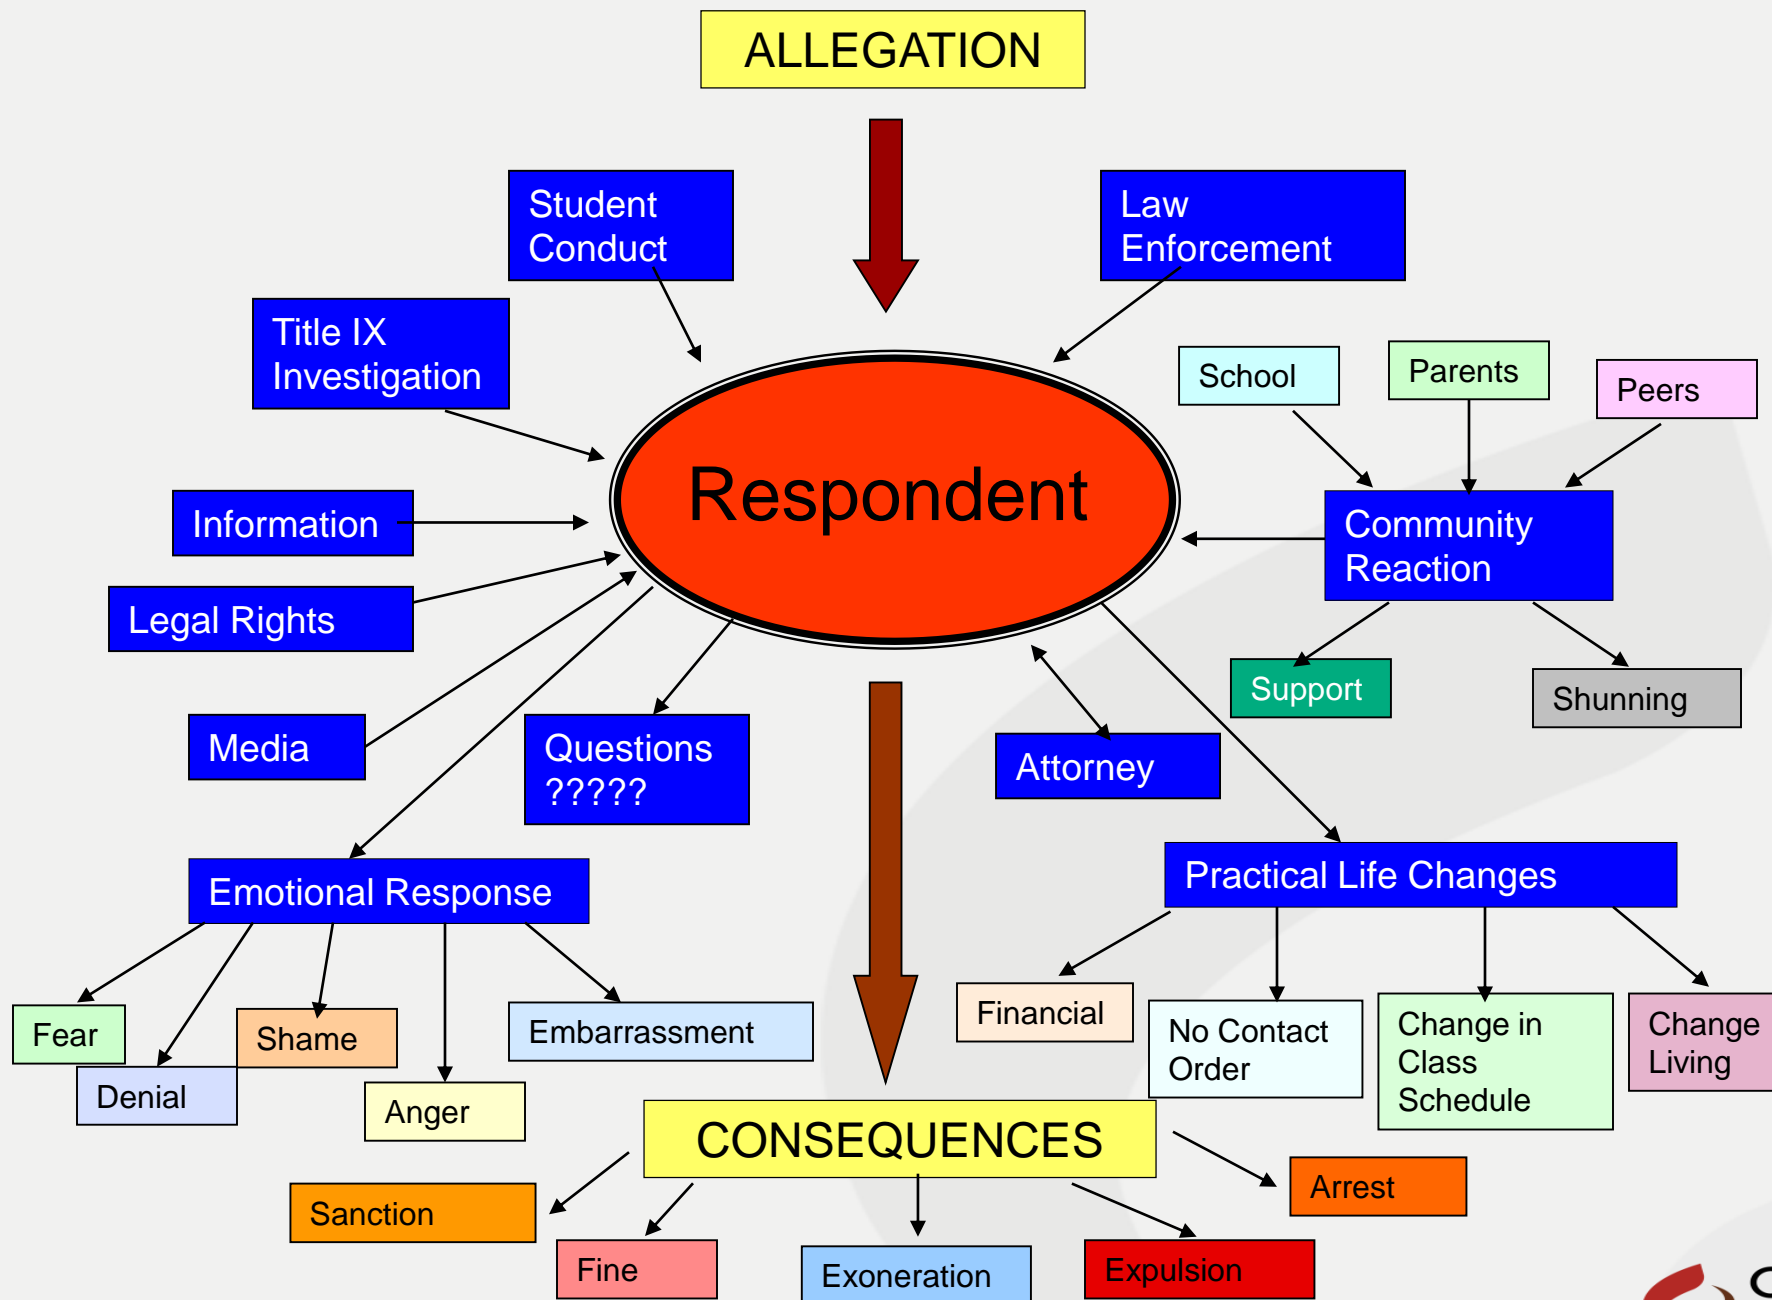 ALLEGATION
Student
Conduct
Law
Enforcement
Title IX
Investigation
School
Parents
Peers
Respondent
Information
Community
Reaction
Legal Rights
Support
Shunning
Media
Questions
?????
Attorney
Emotional Response
Practical Life Changes
Fear
Shame
Embarrassment
Denial
Anger
Financial
No Contact
Order
Change in
Class
Schedule
Change
Living
CONSEQUENCES
Sanction
Arrest
Fine
Exoneration
Expulsion